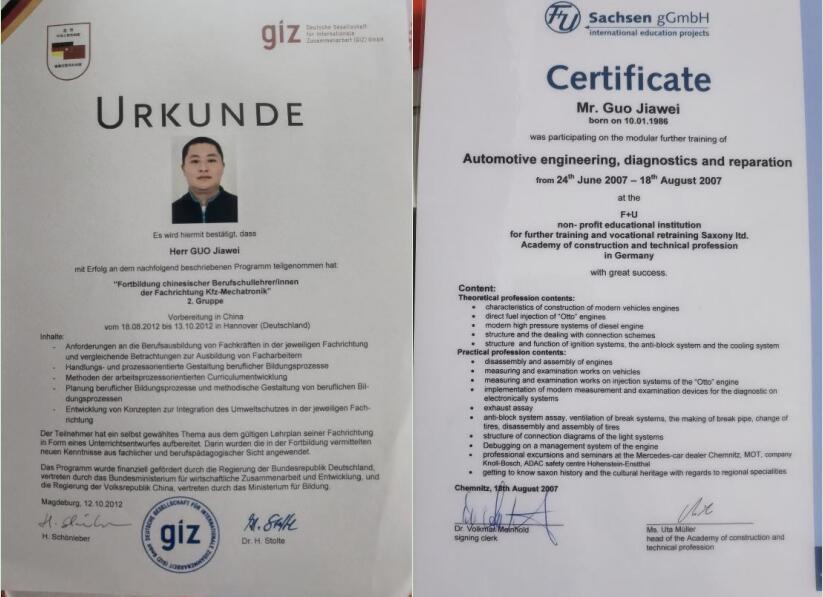 giz
Deutsche Gesellschaft
für Internationale
Zusammenarbeit (GIZ) GmbH
URKUNDE
Es wird hiermit bestätigt, dass
Herr GUO Jiawei
mit Erfolg an dem nachfolgend beschriebenen Programm teilgenommen hat:
"Fortbildung chinesischer Berufsschullehrer/innen
der Fachrichtung Kfz-Mechatronik"
2. Gruppe
Vorbereitung in China
vom 18.08.2012 bis 13.10.2012 in Hannover (Deutschland)
Inhalte:
- Anforderungen an die Berufsausbildung von Fachkräften in der jeweiligen Fachrichtung
und vergleichende Betrachtungen zur Ausbildung von Facharbeitern
- Handlungs- und prozessorientierte Gestaltung beruflicher Bildungsprozesse
- Methoden der arbeitsprozessorientierten Curriculumentwicklung
- Planung beruflicher Bildungsprozesse und methodische Gestaltung von beruflichen Bil-
dungsprozessen
- Entwicklung von Konzepten zur Integration des Umweltschutzes in der jeweiligen Fach-
richtung
Der Teilnehmer hat ein selbst gewähltes Thema aus dem gültigen Lehrplan seiner Fachrichtung
in Form eines Unterrichtsentwurfes aufbereitet. Darin wurden die in der Fortbildung vermittelten
neuen Kenntnisse aus fachlicher und berufspädagogischer Sicht angewendet.
Das Programm wurde finanziell gefördert durch die Regierung der Bundesrepublik Deutschland,
vertreten durch das Bundesministerium für wirtschaftliche Zusammenarbeit und Entwicklung, und
die Regierung der Volksrepublik China, vertreten durch das Ministerium für Bildung.
Magdeburg, 12.10.2012
giz
H. Stolte
H. Schönleber
Dr. H. Stolte
F+U
Sachsen gGmbH
international education projects
Certificate
Mr. Guo Jiawei
born on 10.01.1986
was participating on the modular further training of
Automotive engineering, diagnostics and reparation
from 24th June 2007 – 18th August 2007
at the
F+U
non- profit educational institution
for further training and vocational retraining Saxony ltd.
Academy of construction and technical profession
in Germany
with great success.
Content:
Theoretical profession contents:
• characteristics of construction of modern vehicles engines
• direct fuel injection of "Otto" engines
• modern high pressure systems of diesel engine
• structure and the dealing with connection schemes
• structure and function of ignition systems, the anti-block system and the cooling system
Practical profession contents:
• disassembly and assembly of engines
• measuring and examination works on vehicles
• measuring and examination works on injection systems of the "Otto" engine
• implementation of modern measurement and examination devices for the diagnostic on
electronically systems
• exhaust assay
• anti-block system assay, ventilation of break systems, the making of break pipe, change of
tires, disassembly and assembly of tires
• structure of connection diagrams of the light systems
• Debugging on a management system of the engine
• professional excursions and seminars at the Mercedes-car dealer Chemnitz, MOT, company
Knoll-Bosch, ADAC safety centre Hohenstein-Ernstthal
• getting to know saxon history and the cultural heritage with regards to regional specialities
Chemnitz, 18th August 2007
Dr. Volkmar Meinhold
signing clerk
Ms. Uta Müller
head of the Academy of construction and
technical profession